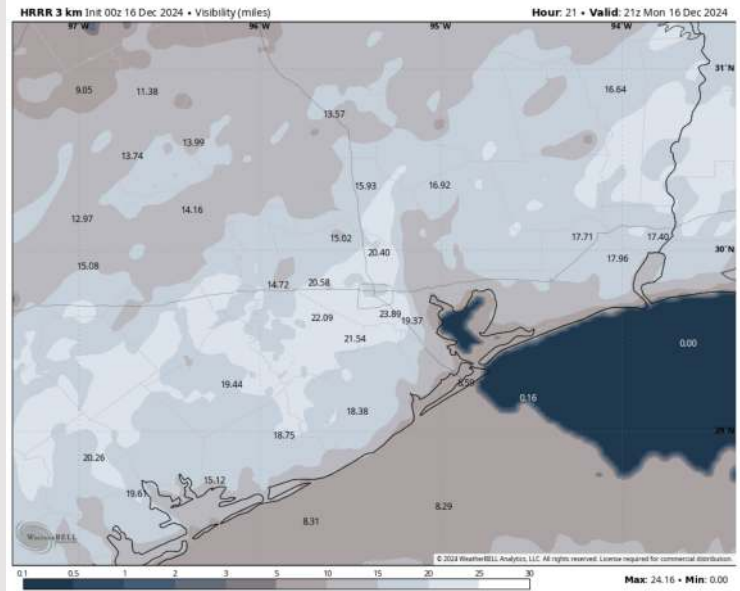 HRRR 3 km Init 00z 16 Dec 2024 • Visibility (miles)
Hour: 21 • Valid: 21z Mon 16 Dec 2024
97°W 96°W 95°W 94°W
31°N
9.05 11.38 16.64
13.57
13.99
13.74
15.93 16.92
14.16
12.97
15.02 17.71 17.40
20.40 30°N
15.08 17.96
14.72 20.58
22.09 23.89 19.37
21.54 0.00
19.44 8.59
0.16
18.38
18.75 29°N
20.26
15.12
19.61
8.29
8.31
WeatherBELL
© 2024 WeatherBELL Analytics, LLC. All rights reserved. License required for commercial distribution.
0.1 0.5 1 2 3 5 10 15 20 25 30
Max: 24.16 • Min: 0.00